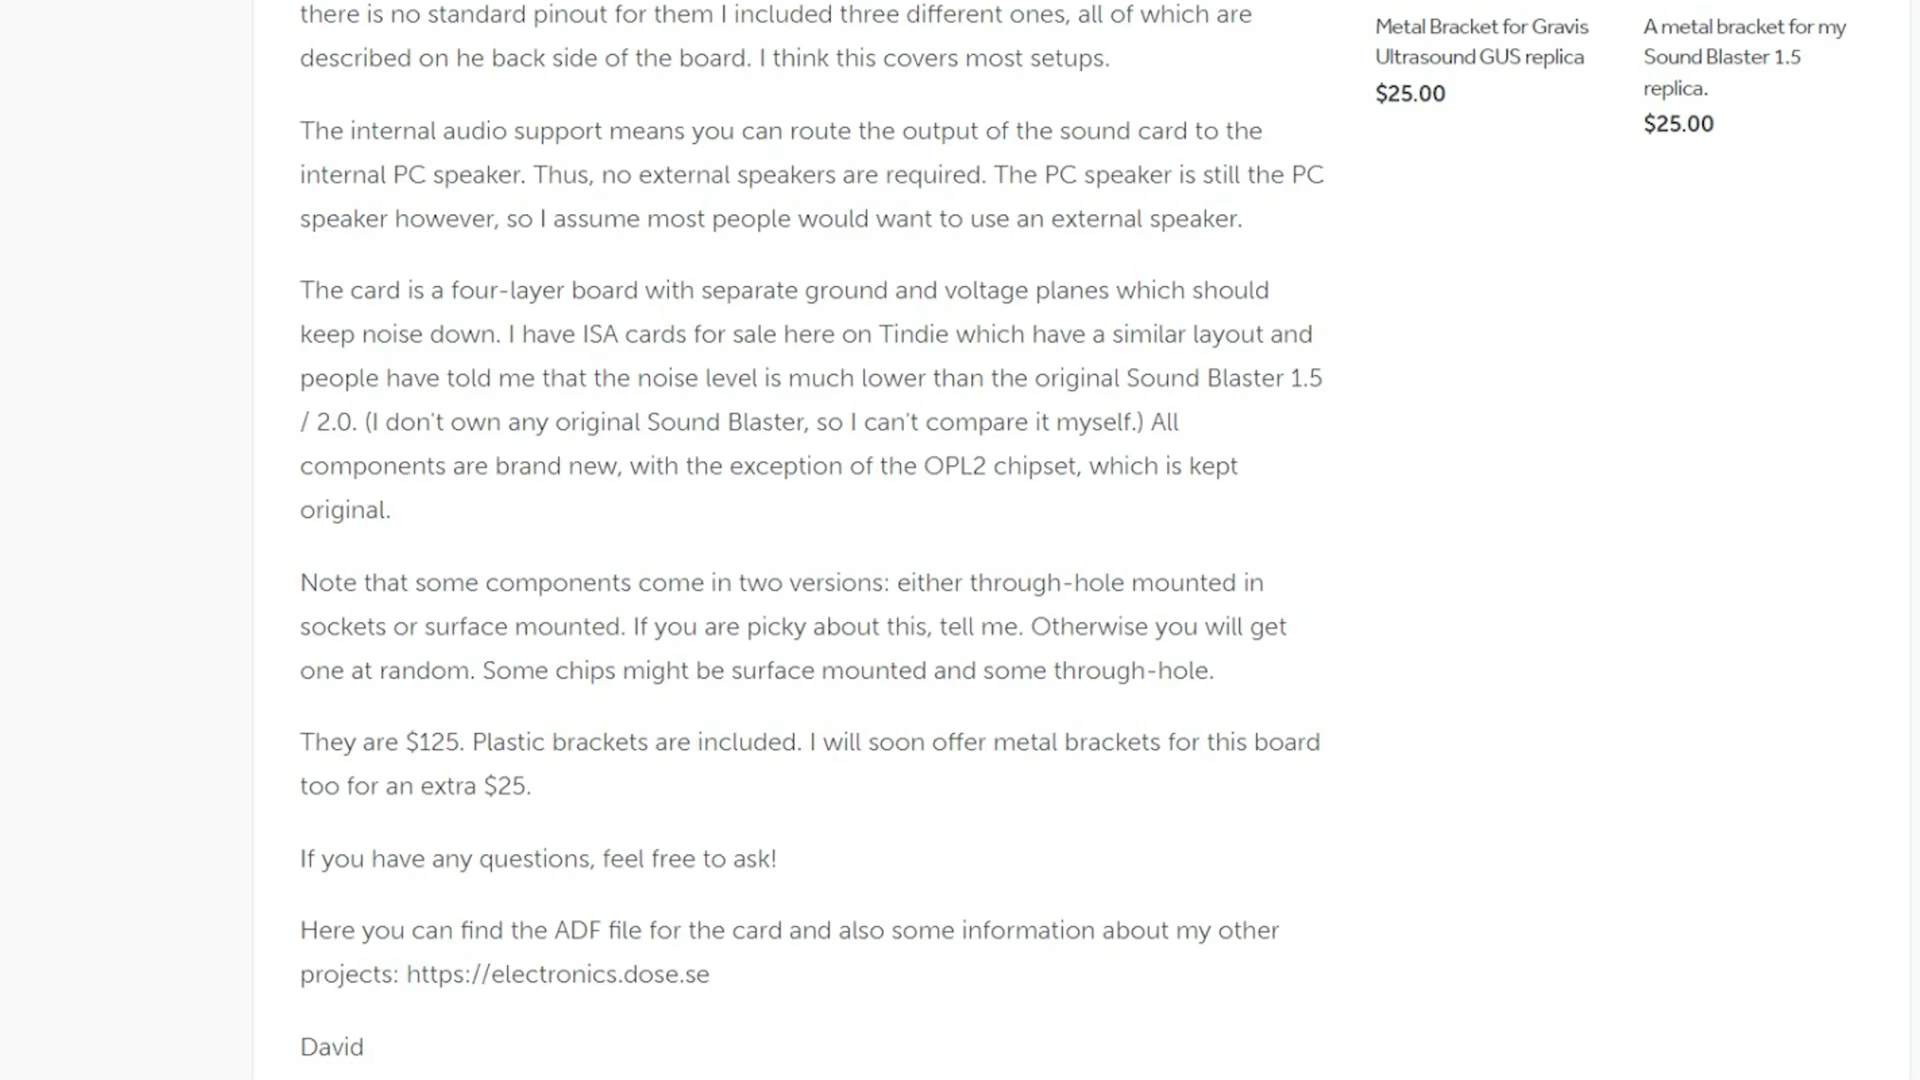 there is no standard pinout for them I included three different ones, all of which are
described on he back side of the board. I think this covers most setups.
The internal audio support means you can route the output of the sound card to the
internal PC speaker. Thus, no external speakers are required. The PC speaker is still the PC
speaker however, so I assume most people would want to use an external speaker.
The card is a four-layer board with separate ground and voltage planes which should
keep noise down. I have ISA cards for sale here on Tindie which have a similar layout and
people have told me that the noise level is much lower than the original Sound Blaster 1.5
/ 2.0. (I don't own any original Sound Blaster, so I can't compare it myself.) All
components are brand new, with the exception of the OPL2 chipset, which is kept
original.
Note that some components come in two versions: either through-hole mounted in
sockets or surface mounted. If you are picky about this, tell me. Otherwise you will get
one at random. Some chips might be surface mounted and some through-hole.
They are $125. Plastic brackets are included. I will soon offer metal brackets for this board
too for an extra $25.
If you have any questions, feel free to ask!
Here you can find the ADF file for the card and also some information about my other
projects: https://electronics.dose.se
David
Metal Bracket for Gravis
Ultrasound GUS replica
$25.00
A metal bracket for my
Sound Blaster 1.5
replica.
$25.00